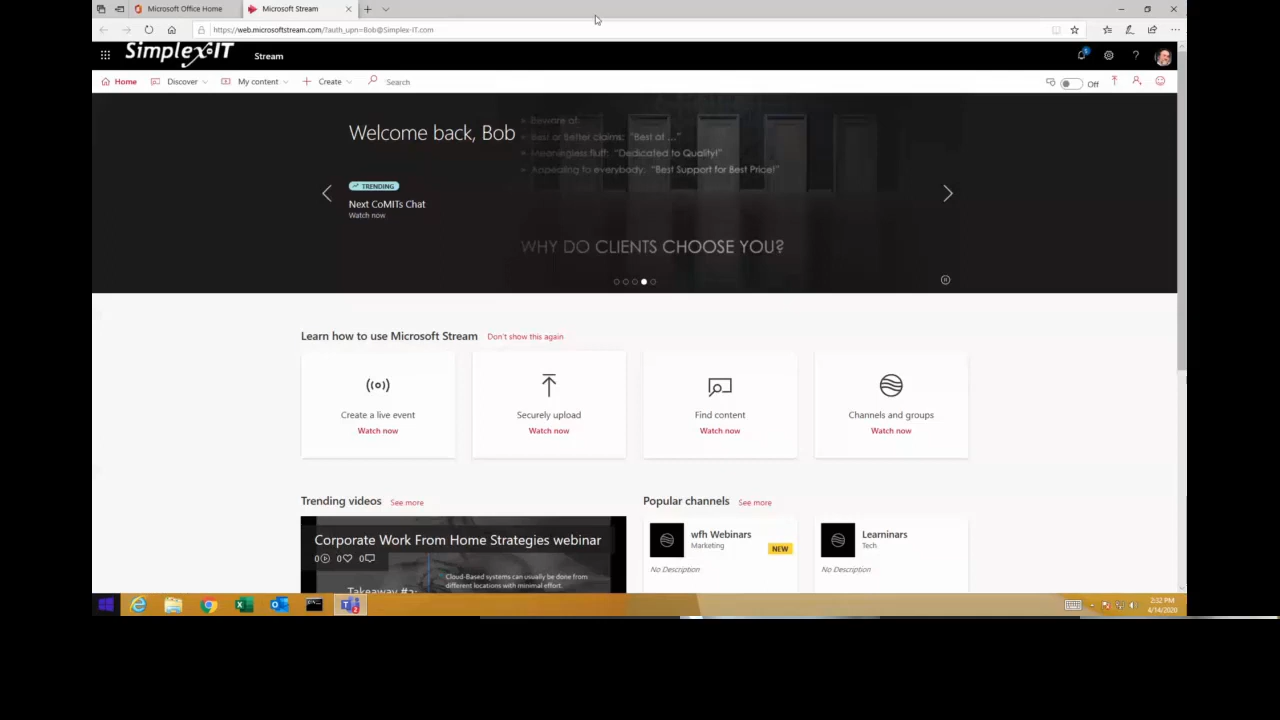 Microsoft Office Home
Microsoft Stream
https://web.microsoftstream.com/?auth_upn=Bob@Simplex-IT.com
Simplex-IT
Stream
Home
Discover
My content
Create
Search
Off
Welcome back, Bob
Beware of:
Best or Better claims: "Best of ..."
Meaningless fluff: "Dedicated to Quality!"
Appealing to everybody: "Best Support for Best Price!"
TRENDING
Next CoMITs Chat
Watch now
WHY DO CLIENTS CHOOSE YOU?
Learn how to use Microsoft Stream Don't show this again
Create a live event
Watch now
Securely upload
Watch now
Find content
Watch now
Channels and groups
Watch now
Trending videos See more
Popular channels See more
Corporate Work From Home Strategies webinar
0 0 0
Takeaway #2:
Cloud-Based systems can usually be done from
different locations with minimal effort.
wfh Webinars
Marketing
NEW
No Description
Learninars
Tech
No Description
2:32 PM
4/14/2020